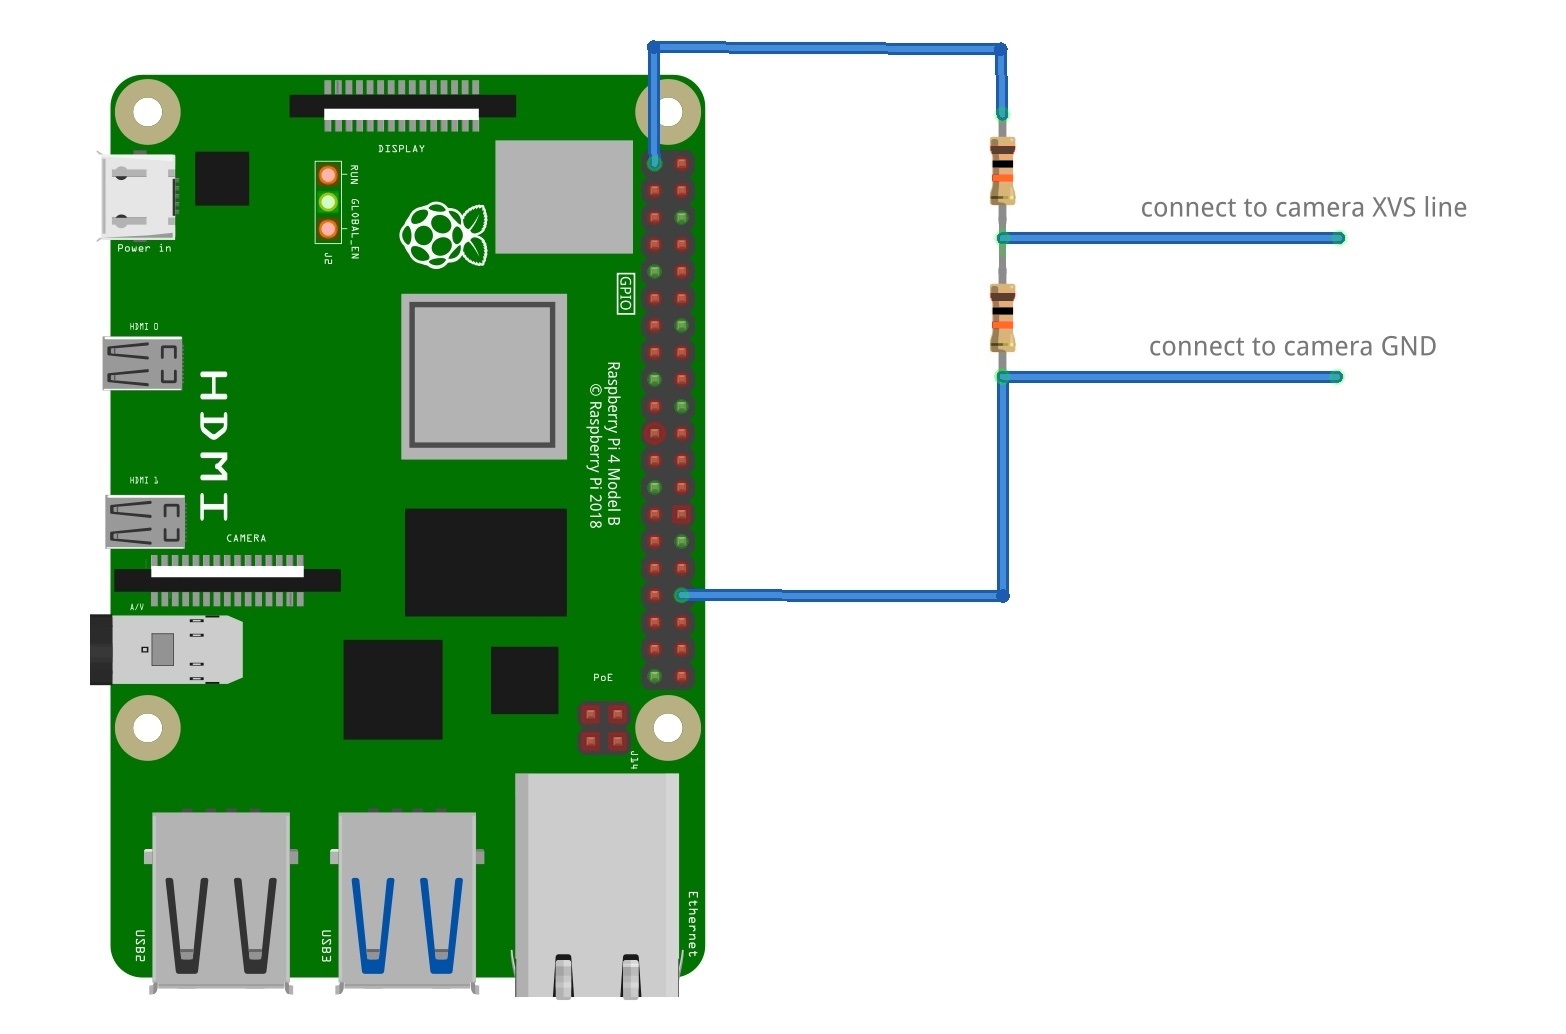 DISPLAY
RUN
GLOBAL_EN
J2
Power in
connect to camera XVS line
GPIO
HDMI 0
connect to camera GND
HDMI
Raspberry Pi 4 Model B
© Raspberry Pi 2018
HDMI 1
CAMERA
A/V
PoE
J14
USB2
USB3
Ethernet